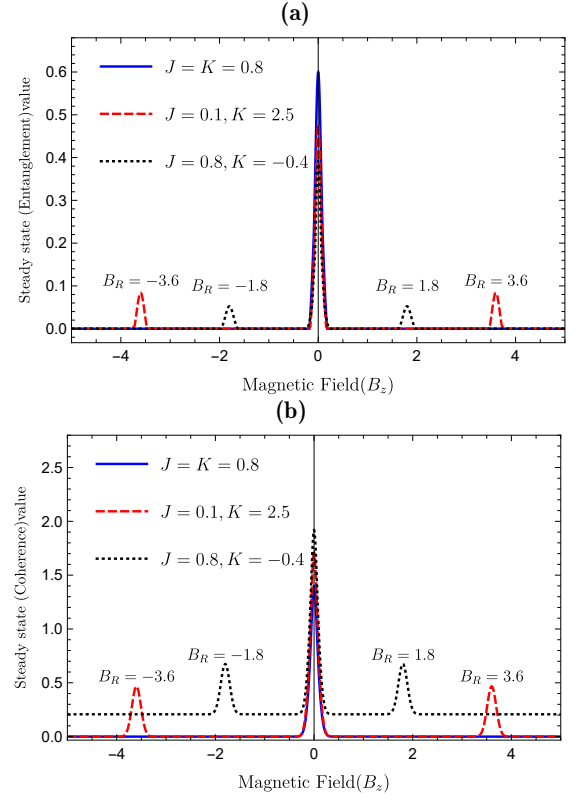 (a)
Steady state (Entanglement)value
0.6
0.5
0.4
0.3
0.2
0.1
0.0
J = K = 0.8
J = 0.1, K = 2.5
J = 0.8, K = −0.4
B_R = −3.6
B_R = −1.8
B_R = 1.8
B_R = 3.6
−4
−2
0
2
4
Magnetic Field(B_z)
(b)
Steady state (Coherence)value
2.5
2.0
1.5
1.0
0.5
0.0
J = K = 0.8
J = 0.1, K = 2.5
J = 0.8, K = −0.4
B_R = −3.6
B_R = −1.8
B_R = 1.8
B_R = 3.6
−4
−2
0
2
4
Magnetic Field(B_z)